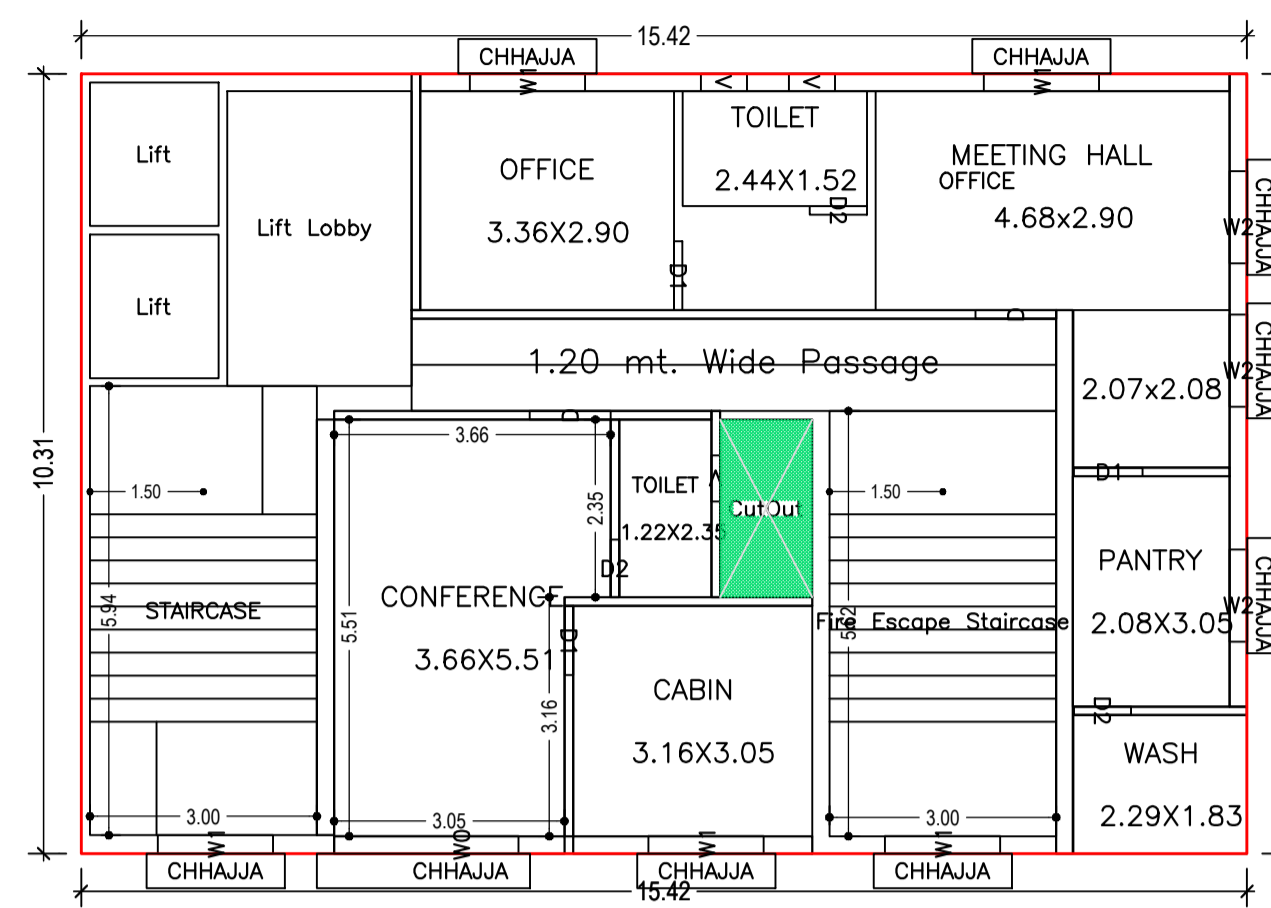 15.42
CHHAJJA
CHHAJJA
W1
V
V
W1
Lift
OFFICE
3.36X2.90
TOILET
2.44X1.52
D2
MEETING HALL
OFFICE
4.68x2.90
CHHAJJA
W2
Lift Lobby
D1
Lift
D
CHHAJJA
W2
1.20 mt. Wide Passage
2.07x2.08
10.31
D
3.66
1.50
2.35
TOILET
V
1.22X2.35
CutOut
1.50
D1
D2
PANTRY
2.08X3.05
CHHAJJA
W2
STAIRCASE
5.94
5.51
CONFERENCE
3.66X5.51
D1
Fire Escape Staircase
CABIN
3.16X3.05
3.16
D2
WASH
2.29X1.83
3.00
3.05
3.00
W1
W0
W1
W1
CHHAJJA
CHHAJJA
CHHAJJA
CHHAJJA
15.42